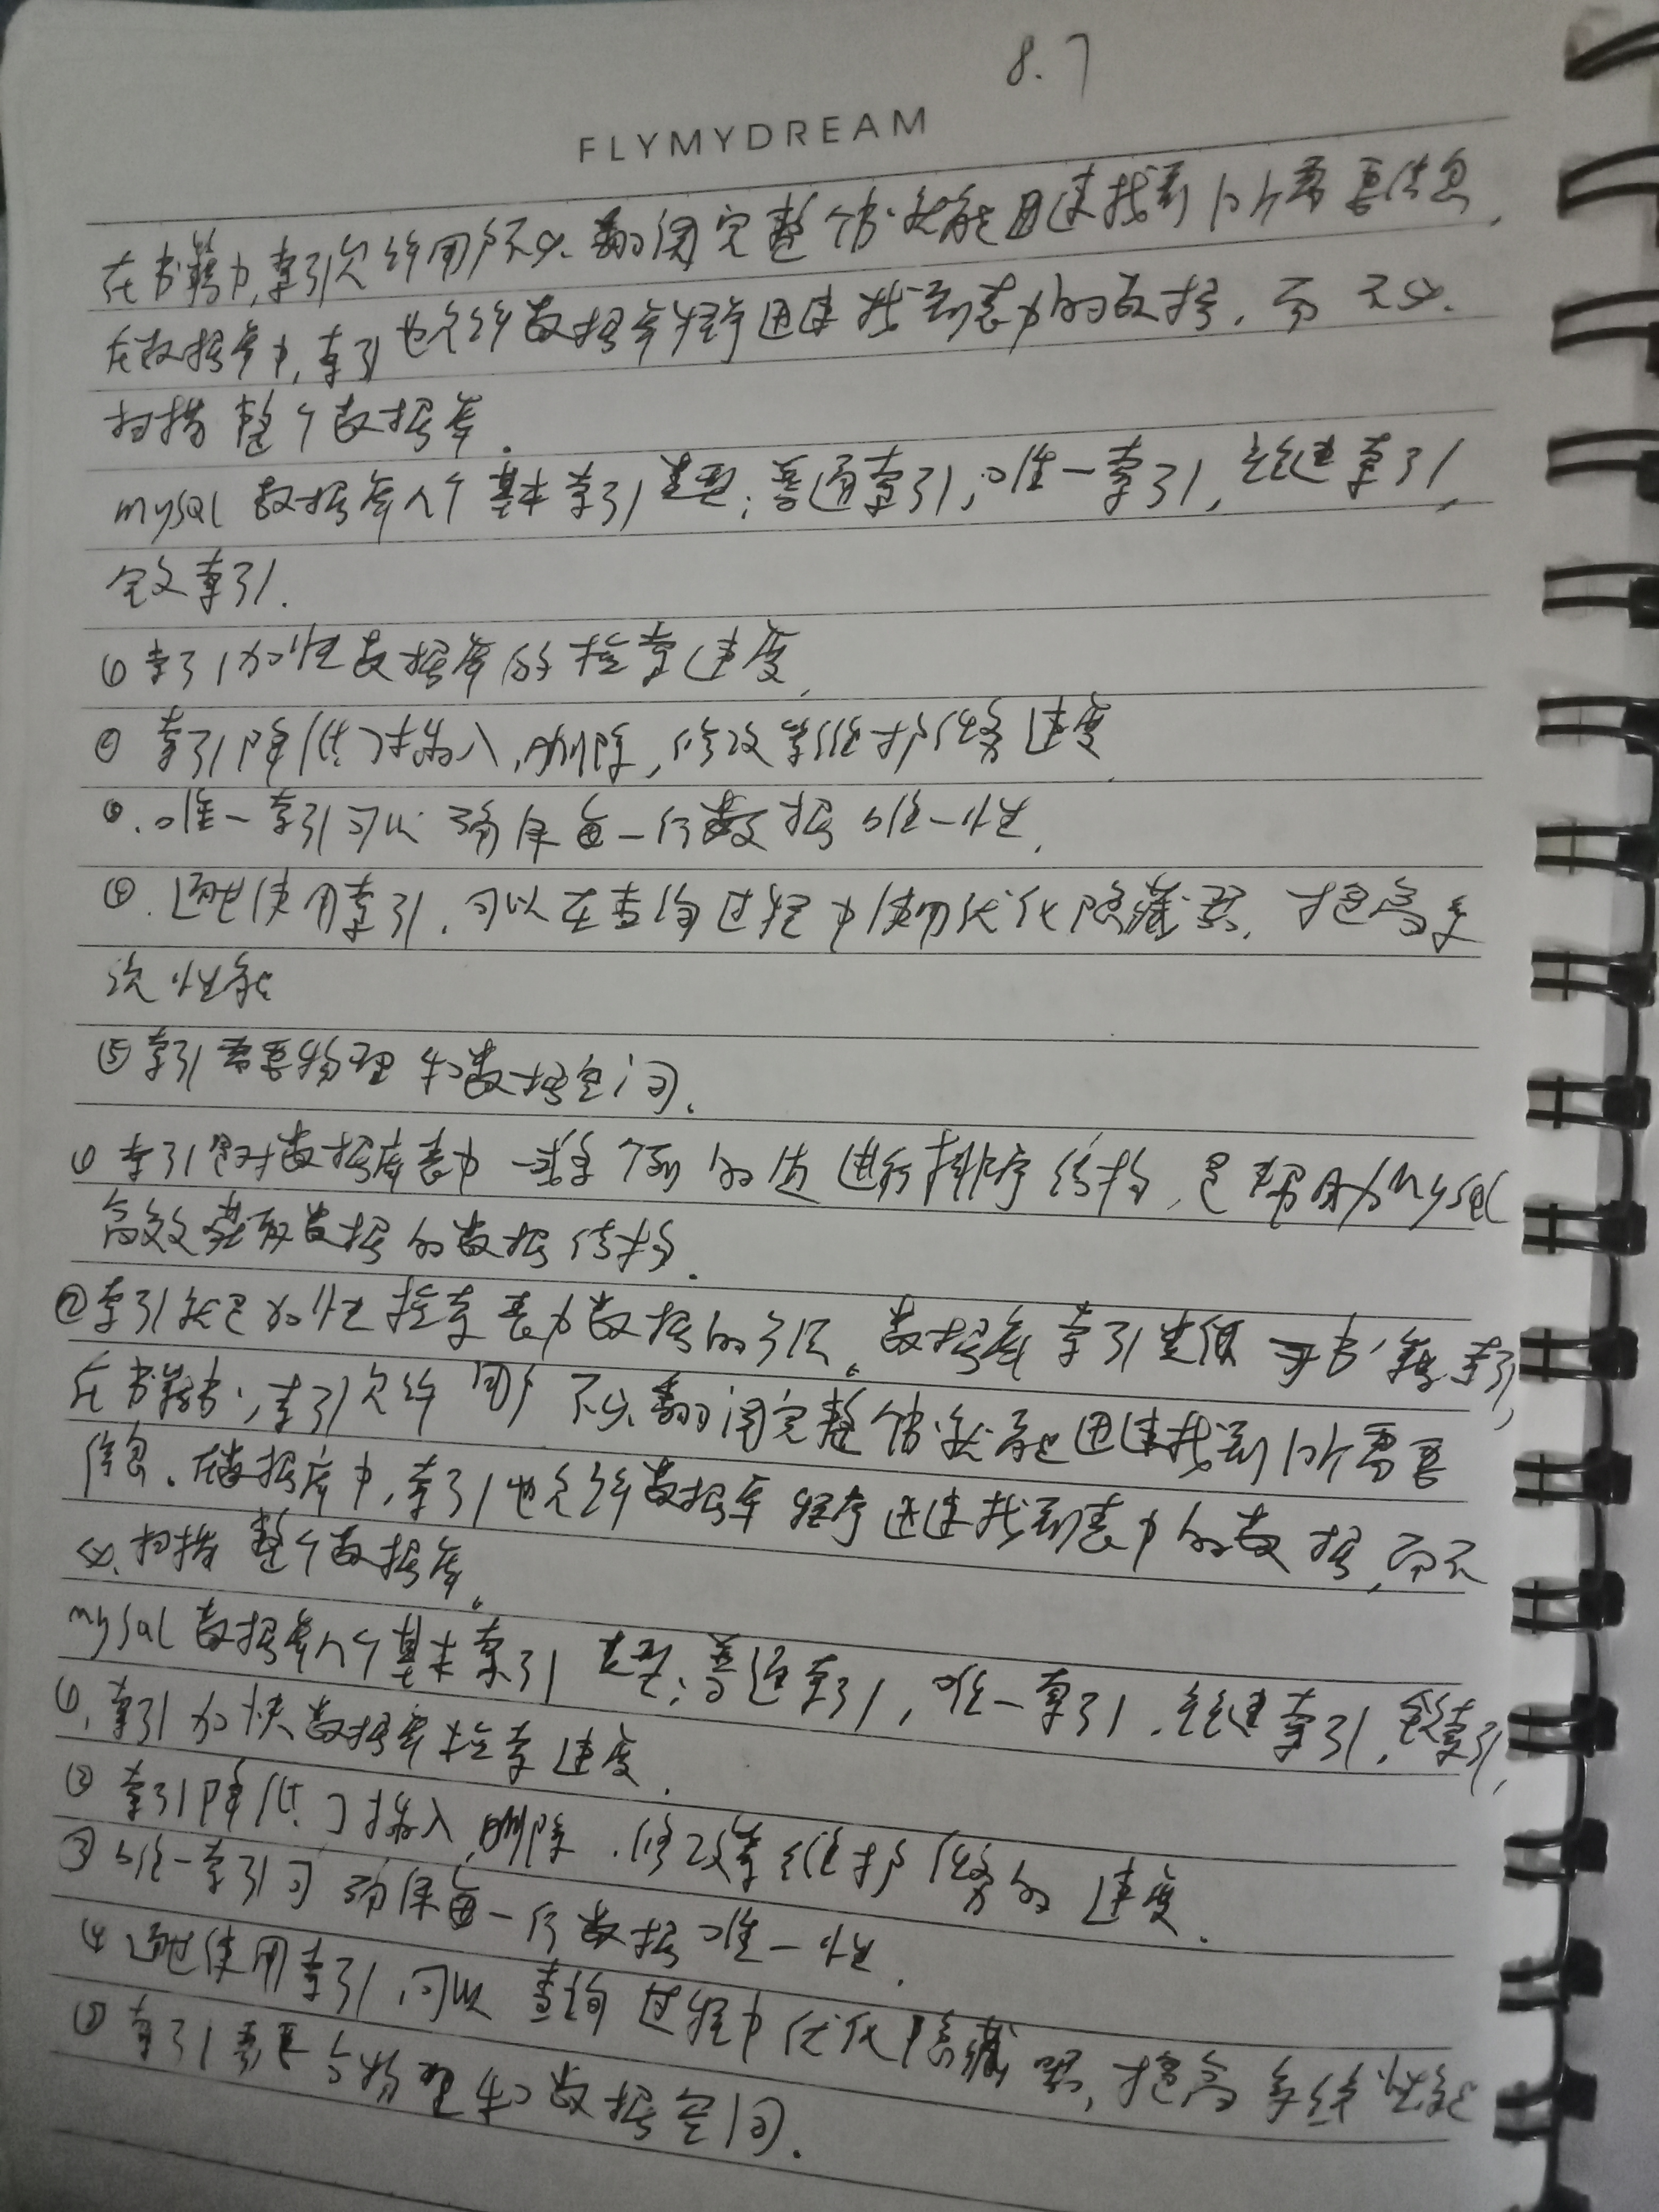 8.7
FLYMYDREAM
在书籍中,索引允许用户不必翻阅完整个书就能迅速找到所需要信息,
在数据库中,索引也允许数据库程序迅速找到表中的数据,而不必
扫描整个数据库.
mysql数据库几个基本索引类型:普通索引,唯一索引,主键索引,
全文索引.
① 索引加快数据库的检索速度.
② 索引降低了插入,删除,修改等维护任务速度.
③.唯一索引可以确保每一行数据唯一性.
④.通过使用索引.可以在查询过程中使用优化隐藏器.提高系
统性能
⑤索引需要物理和数据空间.
① 索引是对数据库表中一或多个列的值进行排序结构,是帮助mysql
高效获取数据的数据结构.
②索引就是加快检索表中数据的方法。数据库索引类似于书籍索引,
在书籍中,索引允许用户不必翻阅完整个书就能迅速找到所需要
信息.在数据库中,索引也允许数据库程序迅速找到表中的数据,而不
必扫描整个数据库。
mysql数据库几个基本索引类型:普通索引,唯一索引.主键索引,全文索引,
①.索引加快数据库检索速度.
② 索引降低了插入,删除.修改等维护任务的速度.
③唯一索引可确保每一行数据唯一性.
④通过使用索引,可以查询过程中优化隐藏器,提高系统性能
⑤ 索引需要占物理和数据空间.